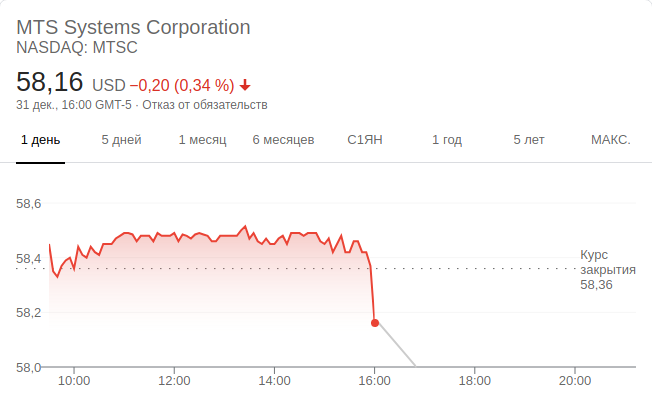 MTS Systems Corporation
NASDAQ: MTSC
58,16 USD −0,20 (0,34 %)
31 дек., 16:00 GMT-5 · Отказ от обязательств
1 день 5 дней 1 месяц 6 месяцев С1ЯН 1 год 5 лет МАКС.
58,6
58,4
58,2
58,0
Курс
закрытия
58,36
10:00 12:00 14:00 16:00 18:00 20:00